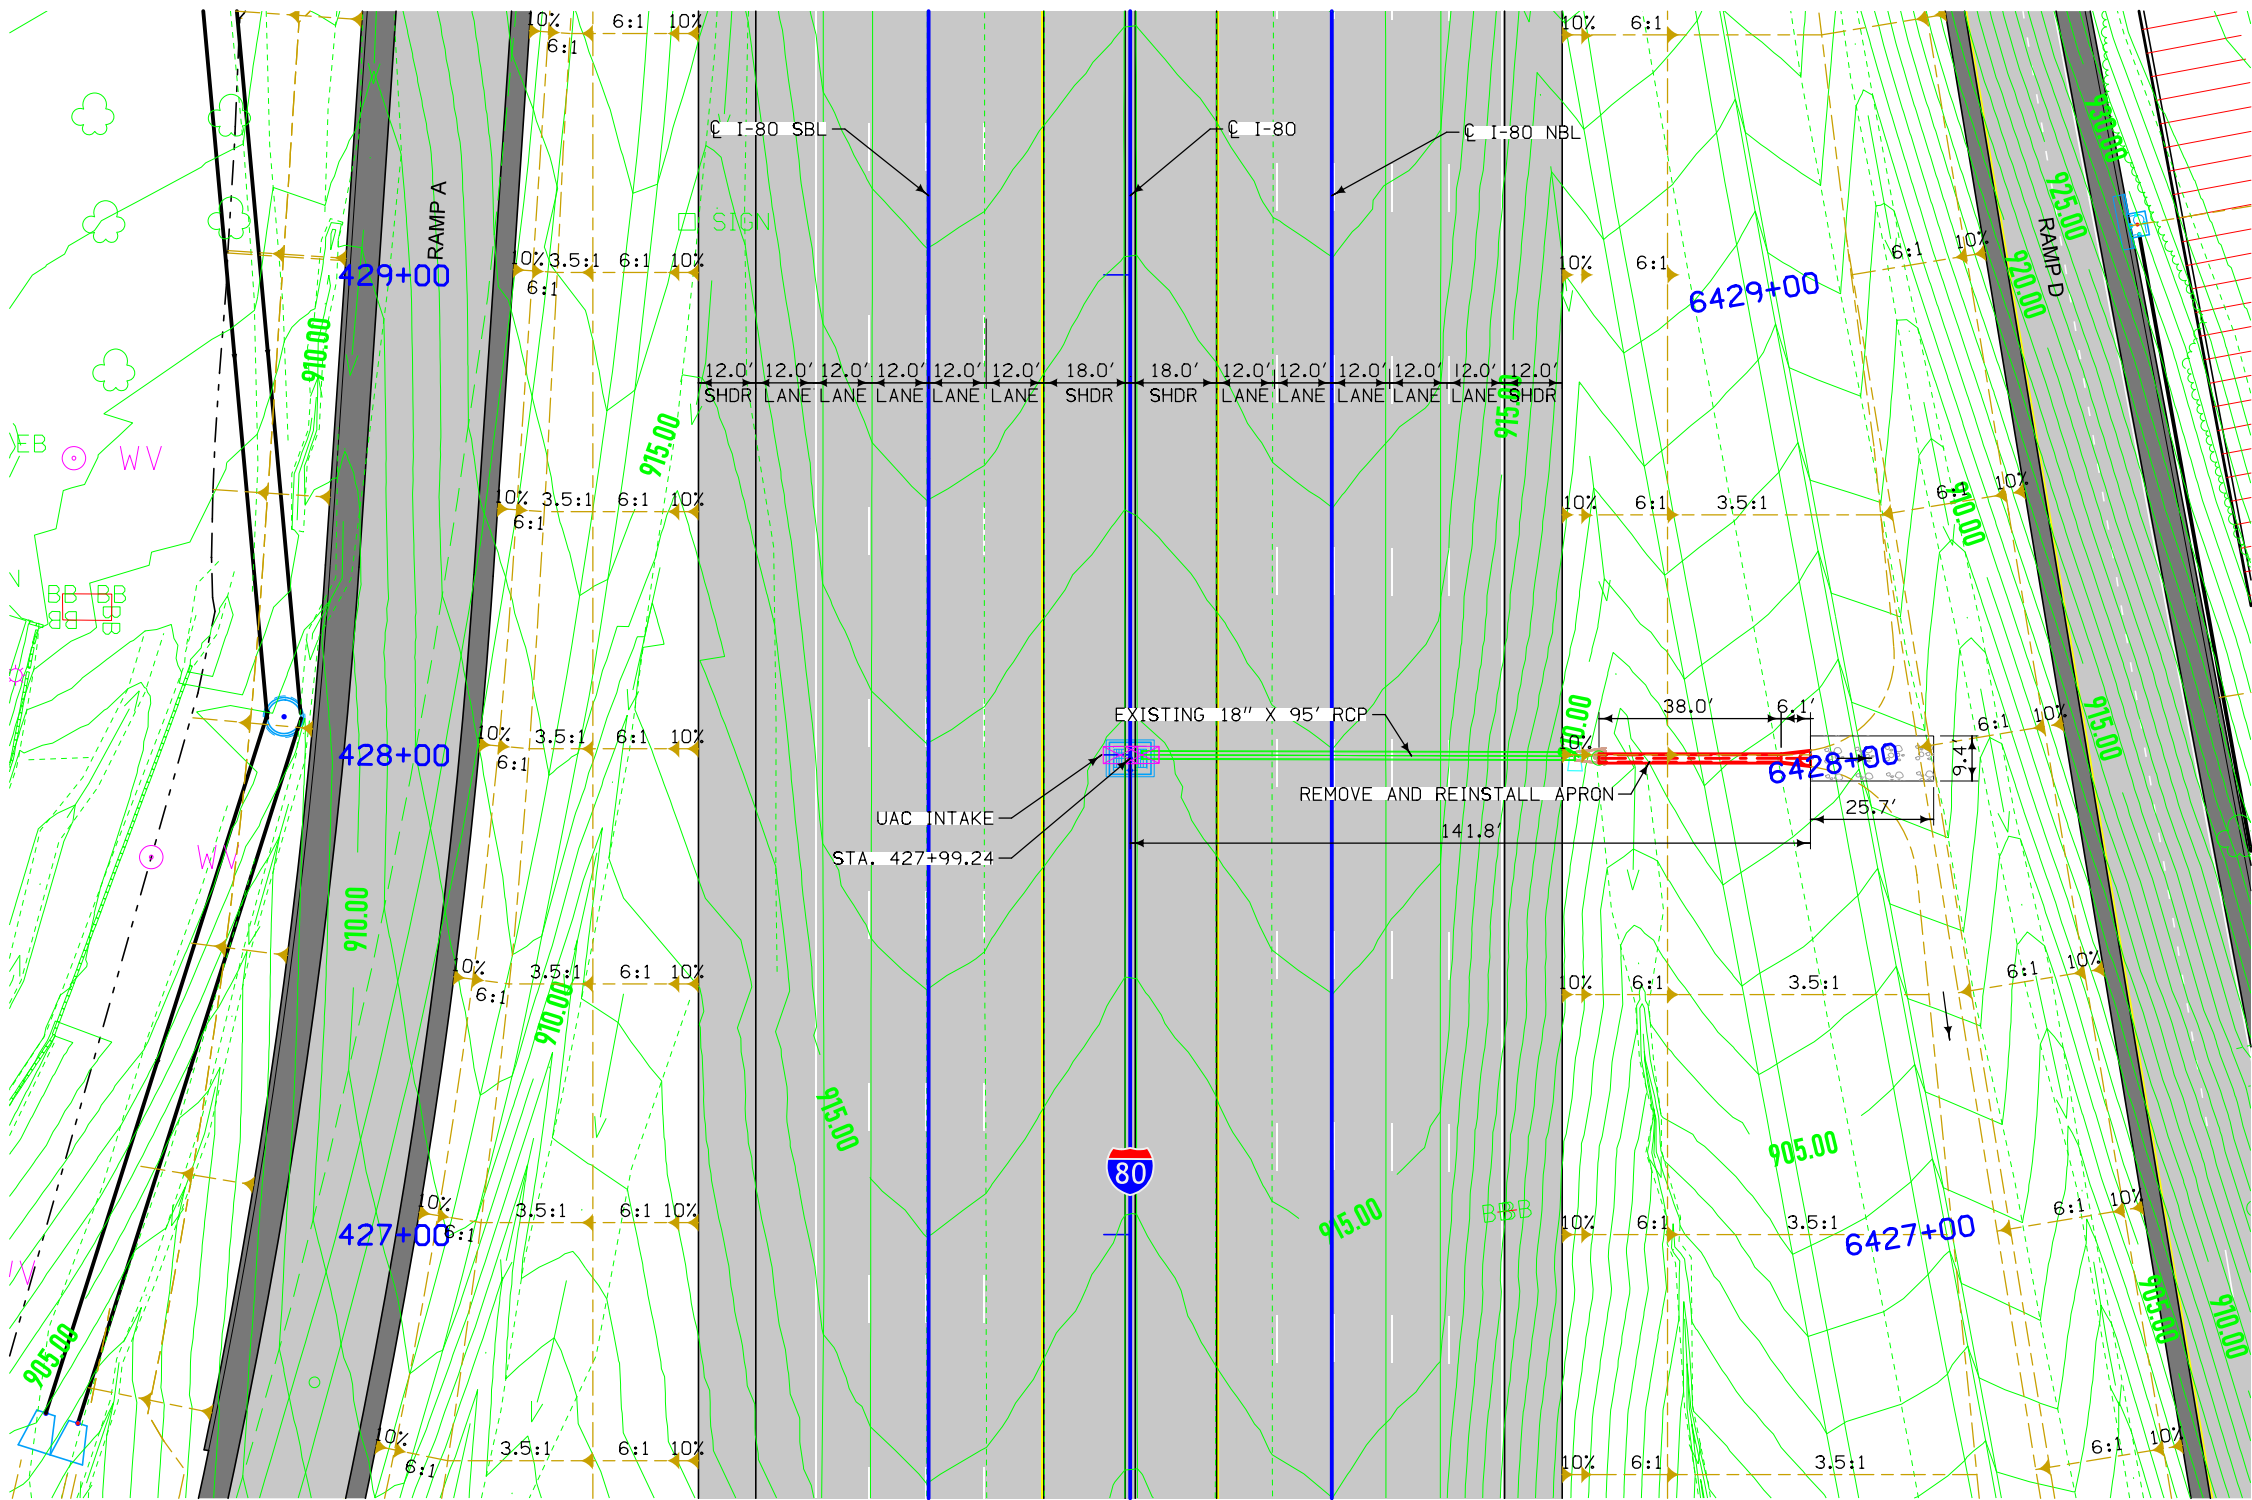 10% 6:1 10% 10% 6:1
6:1
℄ I-80 SBL ℄ I-80 ℄ I-80 NBL
930.00
925.00
RAMP A
SIGN
RAMP D
10% 3.5:1 6:1 10% 10% 6:1 6:1 10%
6:1
920.00
429+00
6429+00
910.00
12.0' 12.0' 12.0' 12.0' 12.0' 12.0' 18.0' 18.0' 12.0' 12.0' 12.0' 12.0' 12.0' 12.0'
SHDR LANE LANE LANE LANE LANE SHDR SHDR LANE LANE LANE LANE LANE SHDR
915.00
915.00
EB
WV
10% 3.5:1 6:1 10% 10% 6:1 3.5:1 6:1 10%
6:1
910.00
BB BB
BB BB
EXISTING 18" X 95' RCP
38.0' 6.1'
915.00
10% 3.5:1 6:1 10% 10% 6:1 10%
6:1
428+00
6428+00
9.4'
REMOVE AND REINSTALL APRON
25.7'
UAC INTAKE
141.8'
STA. 427+99.24
WV
910.00
10% 3.5:1 6:1 10% 10% 6:1 3.5:1 6:1 10%
6:1
910.00
915.00
905.00
80
10% 3.5:1 6:1 10% 10% 6:1 3.5:1 6:1 10%
6:1
915.00
BBB
427+00
6427+00
905.00
905.00
910.00
10% 3.5:1 6:1 10% 10% 6:1 3.5:1 6:1 10%
6:1